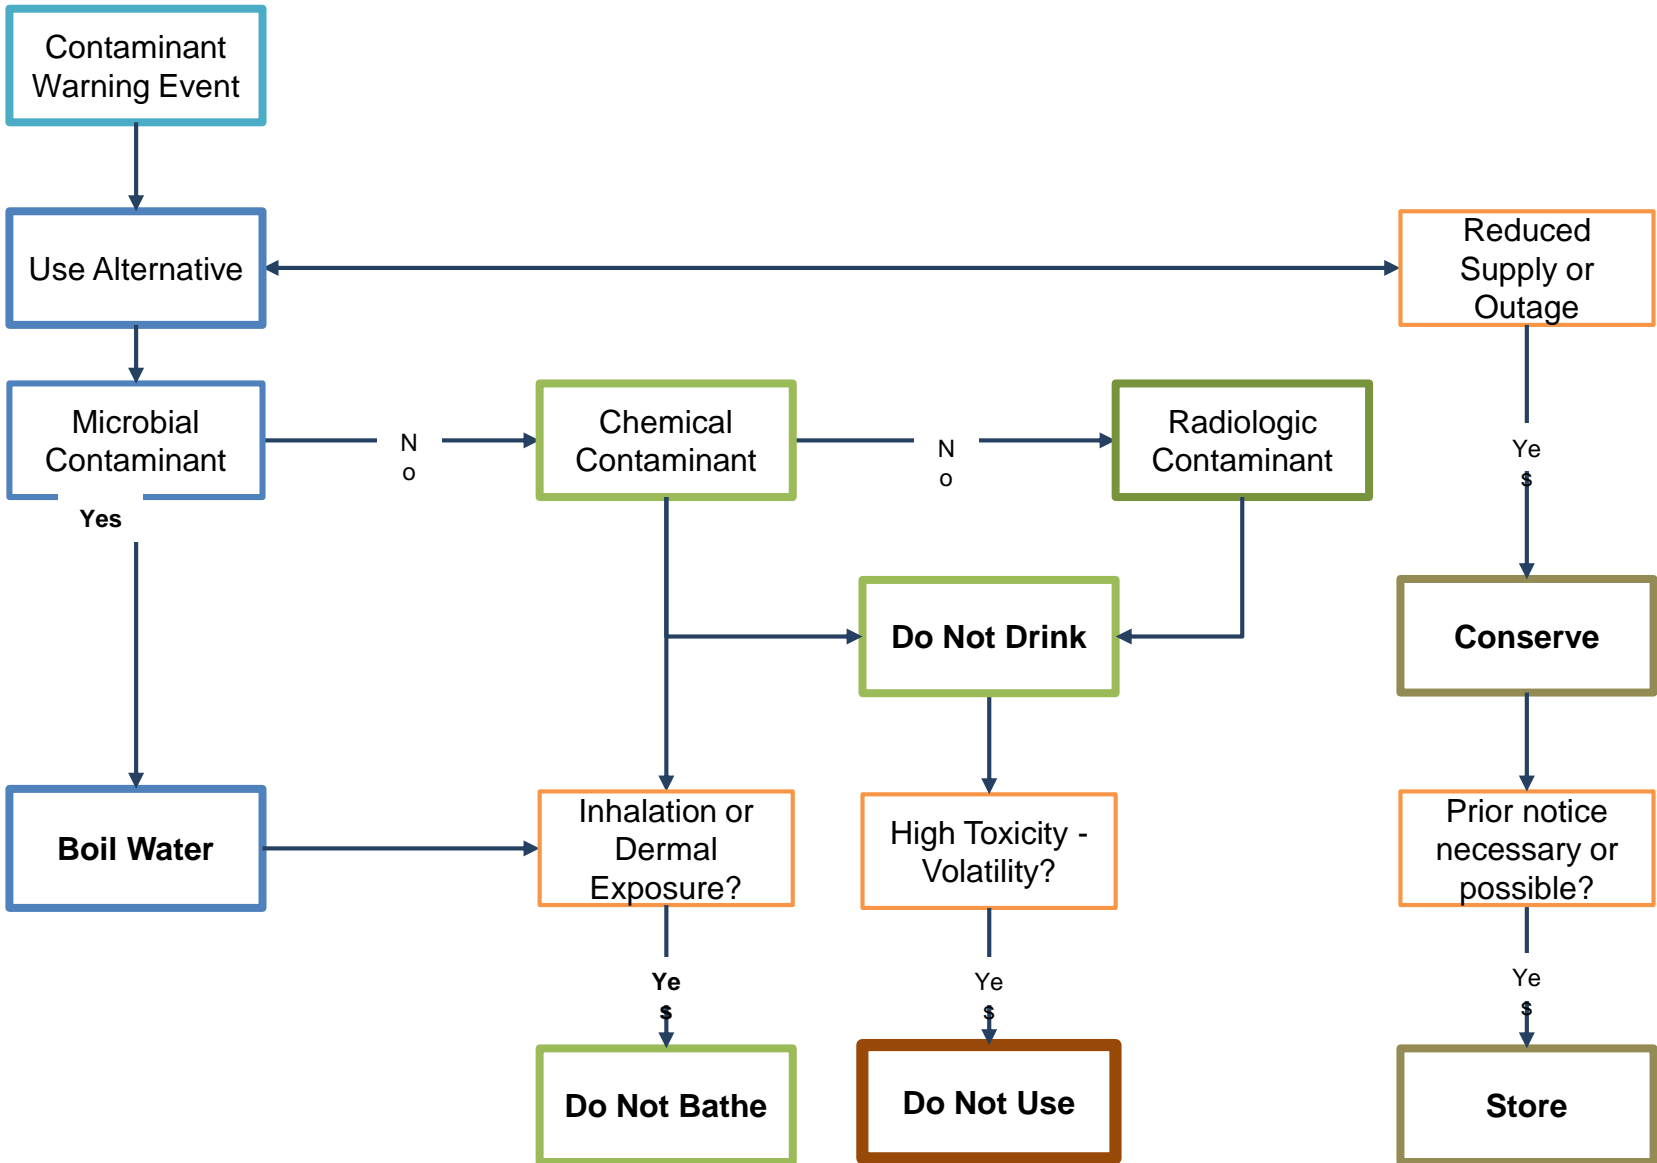 Contaminant
Warning Event
Use Alternative
Reduced
Supply or
Outage
Microbial
Contaminant
N
o
Chemical
Contaminant
N
o
Radiologic
Contaminant
Ye
s
Yes
Do Not Drink
Conserve
Boil Water
Inhalation or
Dermal
Exposure?
High Toxicity -
Volatility?
Prior notice
necessary or
possible?
Ye
s
Ye
s
Ye
s
Do Not Bathe
Do Not Use
Store